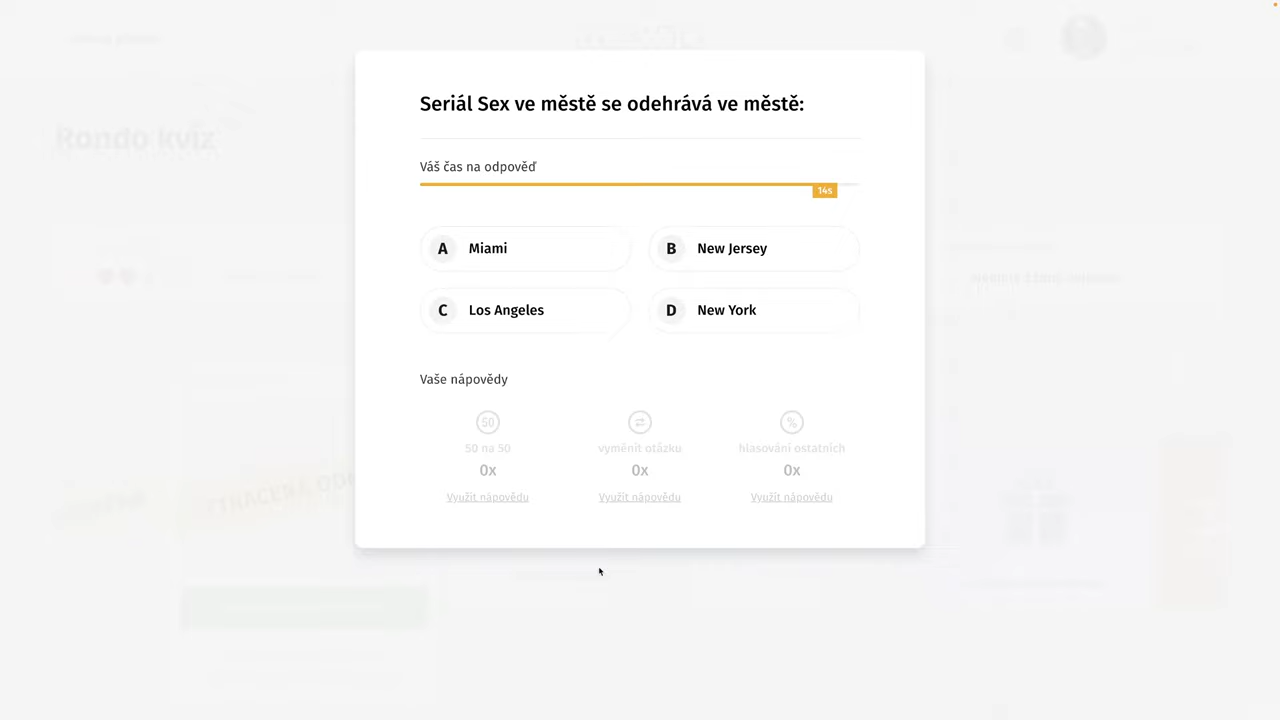 Rondo kvíz
Seriál Sex ve městě se odehrává ve městě:
Váš čas na odpověď
14s
A Miami
B New Jersey
C Los Angeles
D New York
Vaše nápovědy
50
50 na 50
0x
Využít nápovědu
vyměnit otázku
0x
Využít nápovědu
%
hlasování ostatních
0x
Využít nápovědu